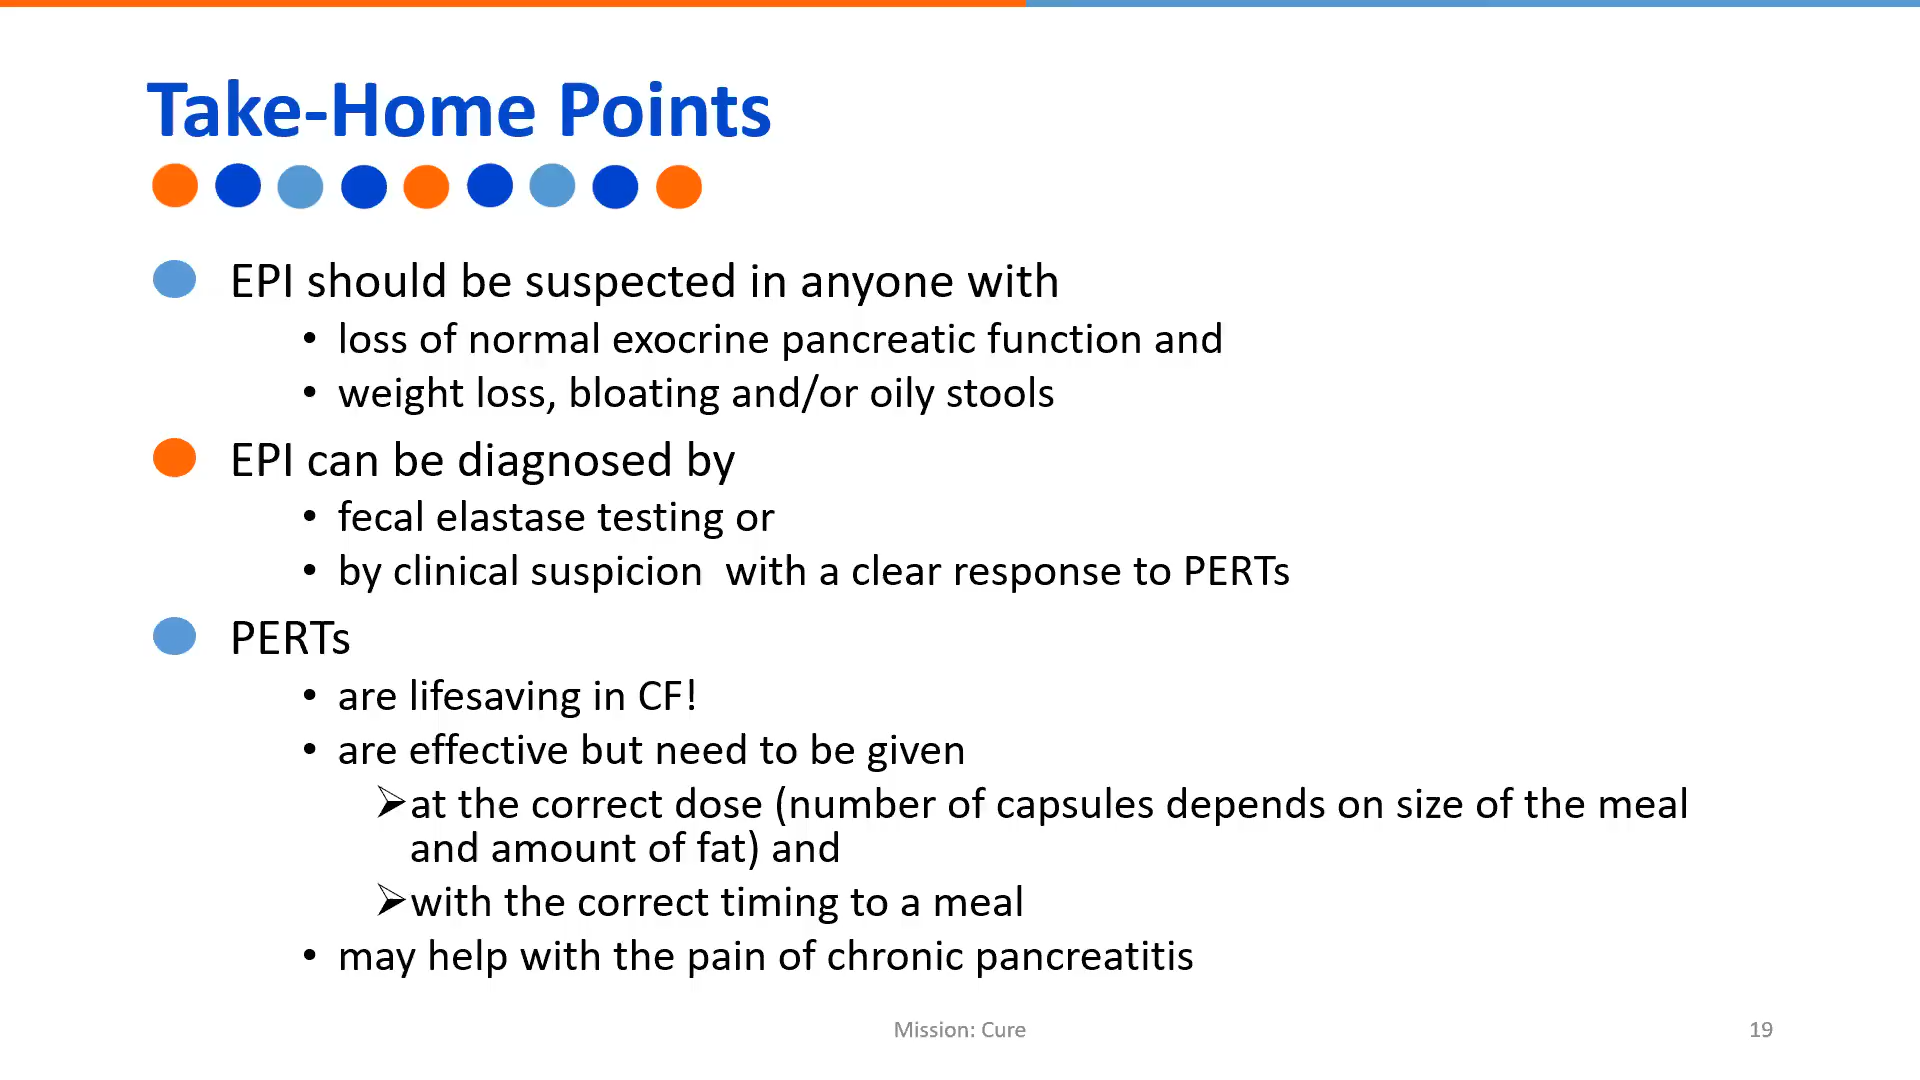 Take-Home Points
EPI should be suspected in anyone with
• loss of normal exocrine pancreatic function and
• weight loss, bloating and/or oily stools
EPI can be diagnosed by
• fecal elastase testing or
• by clinical suspicion  with a clear response to PERTs
PERTs
• are lifesaving in CF!
• are effective but need to be given
➢at the correct dose (number of capsules depends on size of the meal
and amount of fat) and
➢with the correct timing to a meal
• may help with the pain of chronic pancreatitis
Mission: Cure
19